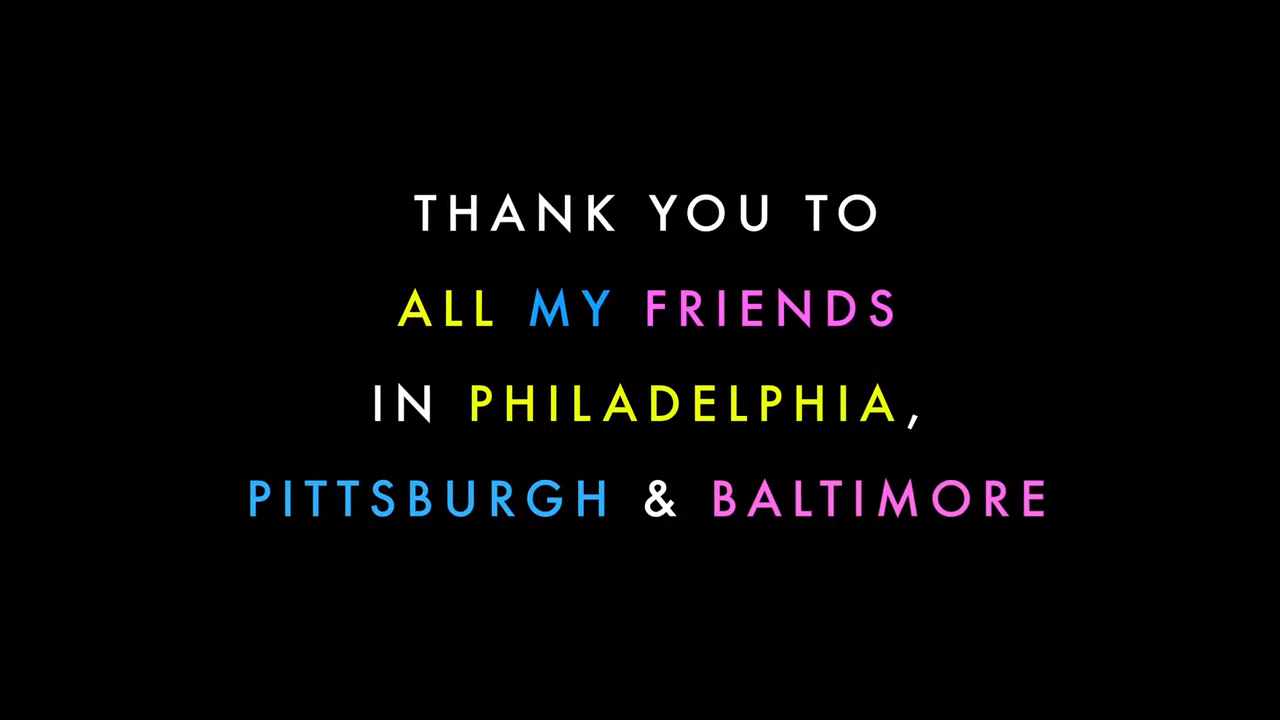 THANK YOU TO
ALL MY FRIENDS
IN PHILADELPHIA,
PITTSBURGH & BALTIMORE